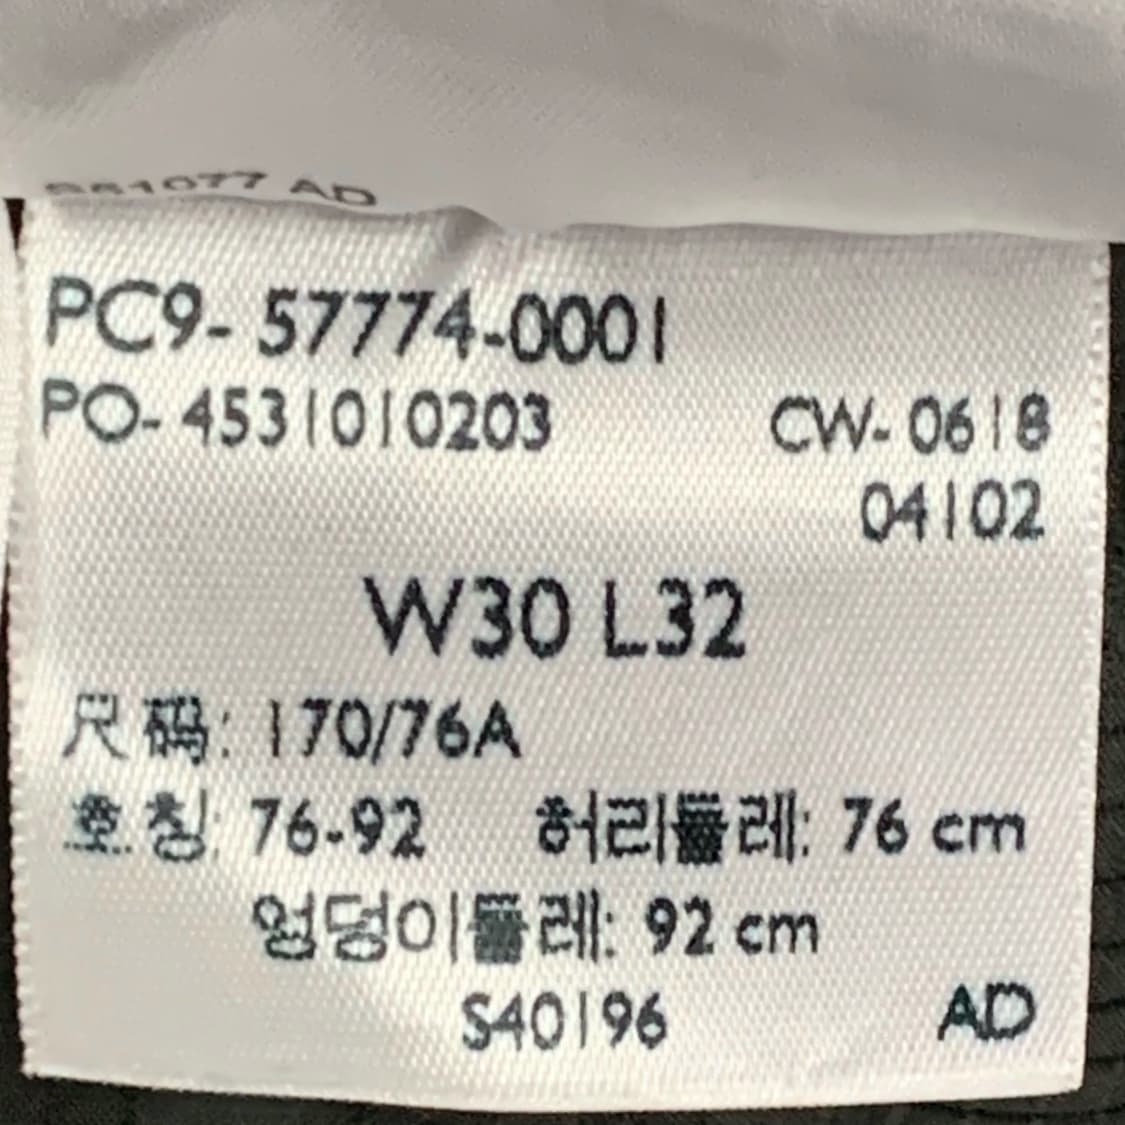 AD
PC9- 57774-0001
PO- 4531010203 CW- 0618
04102
W30 L32
尺码: 170/76A
호칭: 76-92 허리둘레: 76 cm
엉덩이둘레: 92 cm
S40196 AD